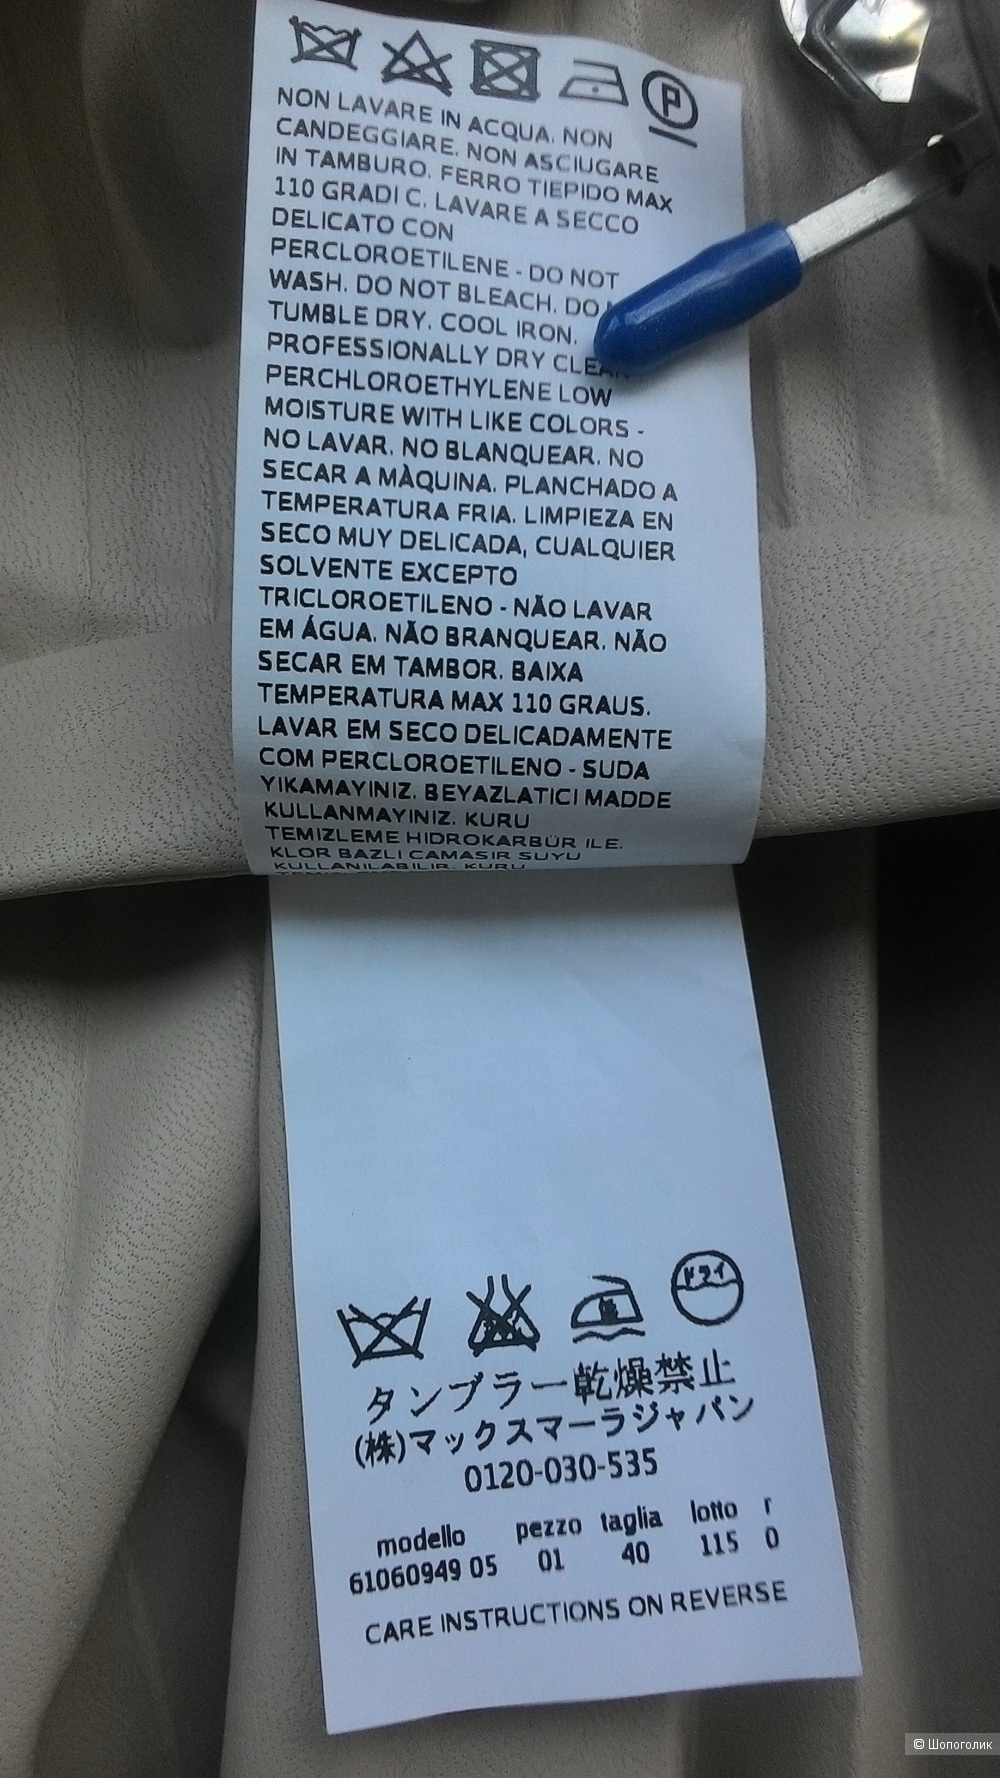 P
NON LAVARE IN ACQUA. NON
CANDEGGIARE. NON ASCIUGARE
IN TAMBURO. FERRO TIEPIDO MAX
110 GRADI C. LAVARE A SECCO
DELICATO CON
PERCLOROETILENE - DO NOT
WASH. DO NOT BLEACH. DO
TUMBLE DRY. COOL IRON.
PROFESSIONALLY DRY
PERCHLOROETHYLENE LOW
MOISTURE WITH LIKE COLORS -
NO LAVAR. NO BLANQUEAR. NO
SECAR A MÀQUINA. PLANCHADO A
TEMPERATURA FRIA. LIMPIEZA EN
SECO MUY DELICADA, CUALQUIER
SOLVENTE EXCEPTO
TRICLOROETILENO - NÃO LAVAR
EM ÁGUA. NÃO BRANQUEAR. NÃO
SECAR EM TAMBOR. BAIXA
TEMPERATURA MAX 110 GRAUS.
LAVAR EM SECO DELICADAMENTE
COM PERCLOROETILENO - SUDA
YIKAMAYINIZ. BEYAZLATICI MADDE
KULLANMAYINIZ. KURU
TEMIZLEME HIDROKARBÜR ILE.
KLOR BAZLI CAMASIR SUYU
KULLANILABILIR. KURU
ドライ
タンブラー乾燥禁止
(株)マックスマーラジャパン
0120-030-535
modello pezzo taglia lotto r
61060949 05 01 40 115 0
CARE INSTRUCTIONS ON REVERSE
© Шопоголик